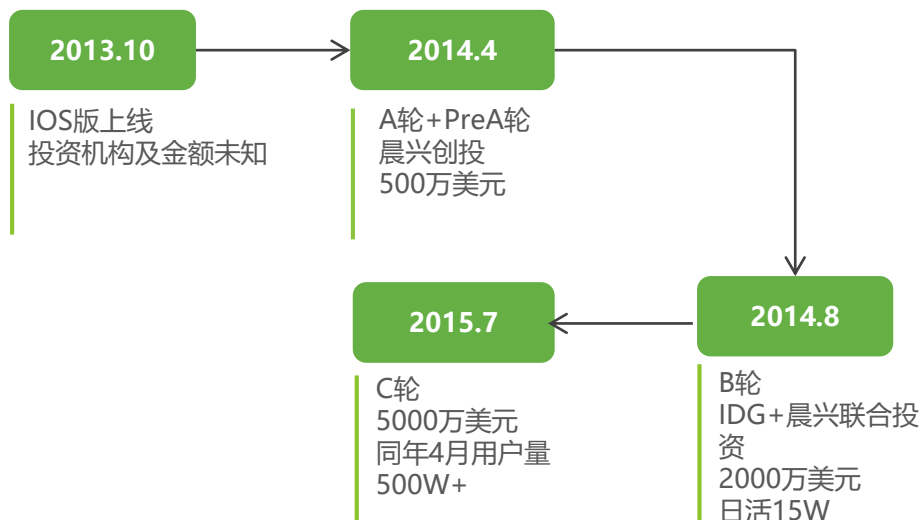 2013.10
IOS版上线
投资机构及金额未知
2014.4
A轮+PreA轮
晨兴创投
500万美元
2014.8
B轮
IDG+晨兴联合投
资
2000万美元
日活15W
2015.7
C轮
5000万美元
同年4月用户量
500W+